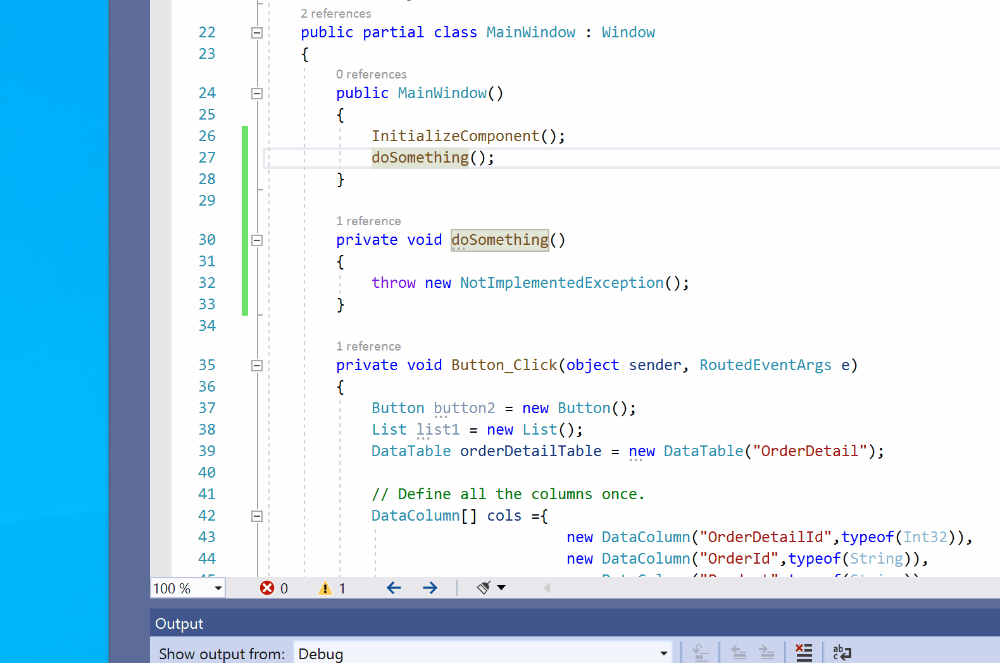 2 references
22 public partial class MainWindow : Window
23 {
0 references
24 public MainWindow()
25 {
26 InitializeComponent();
27 doSomething();
28 }
29
1 reference
30 private void doSomething()
31 {
32 throw new NotImplementedException();
33 }
34
1 reference
35 private void Button_Click(object sender, RoutedEventArgs e)
36 {
37 Button button2 = new Button();
38 List list1 = new List();
39 DataTable orderDetailTable = new DataTable("OrderDetail");
40
41 // Define all the columns once.
42 DataColumn[] cols ={
43 new DataColumn("OrderDetailId",typeof(Int32)),
44 new DataColumn("OrderId",typeof(String)),
100 % 0 1
Output
Show output from: Debug